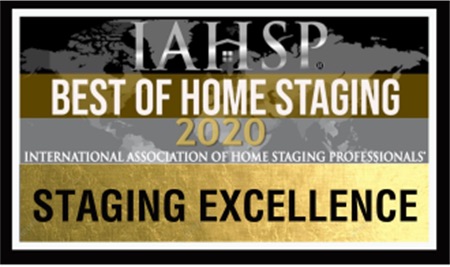 IAHSP®
BEST OF HOME STAGING
2020
INTERNATIONAL ASSOCIATION OF HOME STAGING PROFESSIONALS®
STAGING EXCELLENCE